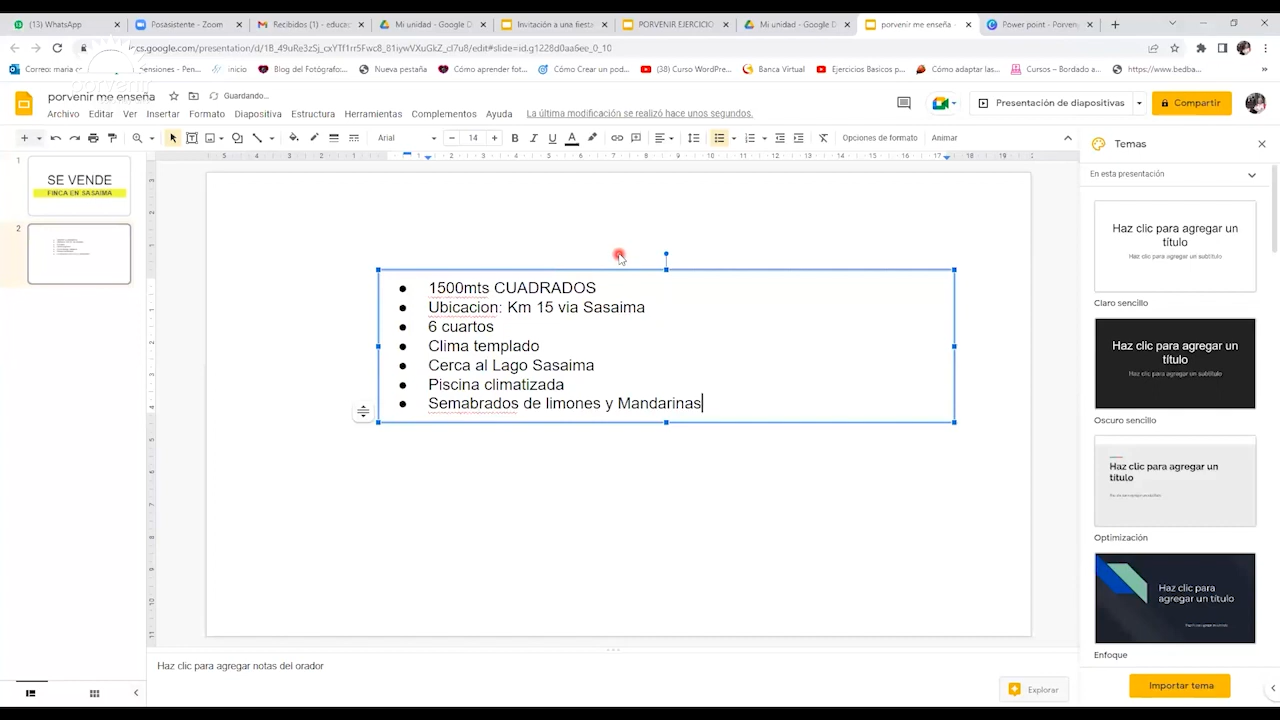 (53) WhatsApp
Posasistente - Zoom
Recibidos (1) - educac
Mi unidad - Google D
Invitación a una fiesta
PORVENIR EJERCICIO
Mi unidad - Google D
porvenir me enseña -
Power point - Porveni
cs.google.com/presentation/d/1B_49uRe3zSj_cxYTf1rr5Fwc8_81iywVXuGkZ_cl7u8/edit#slide=id.g1228d0aa6ee_0_10
Correo: maria
ensiones - Pen...
inicio
Blog del Fotógrafo:...
Nueva pestaña
Cómo aprender fot...
Cómo Crear un pod...
(38) Curso WordPre...
Banca Virtual
Ejercicios Basicos p...
Cómo adaptar las...
Cursos – Bordado a...
https://www.bedba...
»
porvenir
porvenir me enseña
Guardando...
Presentación de diapositivas
Compartir
Archivo Editar Ver Insertar Formato Diapositiva Estructura Herramientas Complementos Ayuda
La última modificación se realizó hace unos segundos.
Arial
14
B I U A
Opciones de formato
Animar
Temas
En esta presentación
1
SE VENDE
FINCA EN SASAIMA
2
● 1500mts CUADRADOS
● Ubicacion: Km 15 via Sasaima
● 6 cuartos
● Clima templado
● Cerca al Lago Sasaima
● Piscina climatizada
● Semabrados de limones y Mandarinas
Haz clic para agregar un
título
Haz clic para agregar un subtítulo
Claro sencillo
Haz clic para agregar un
título
Haz clic para agregar un subtítulo
Oscuro sencillo
Haz clic para agregar un
título
Optimización
Haz clic para
agregar un título
Enfoque
Haz clic para agregar notas del orador
Explorar
Importar tema